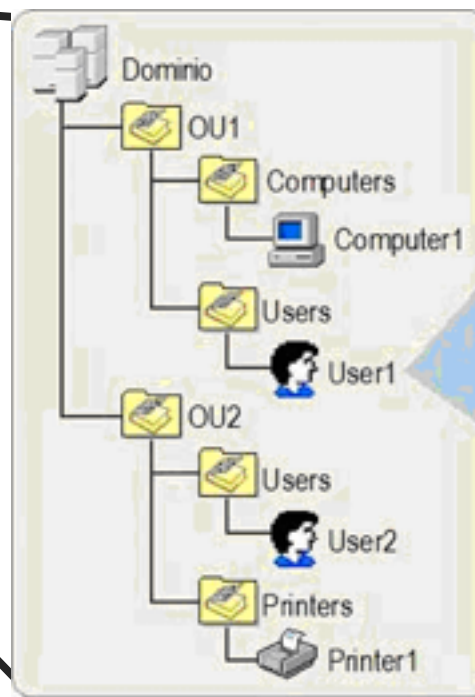 Dominio
OU1
Computers
Computer1
Users
User1
OU2
Users
User2
Printers
Printer1